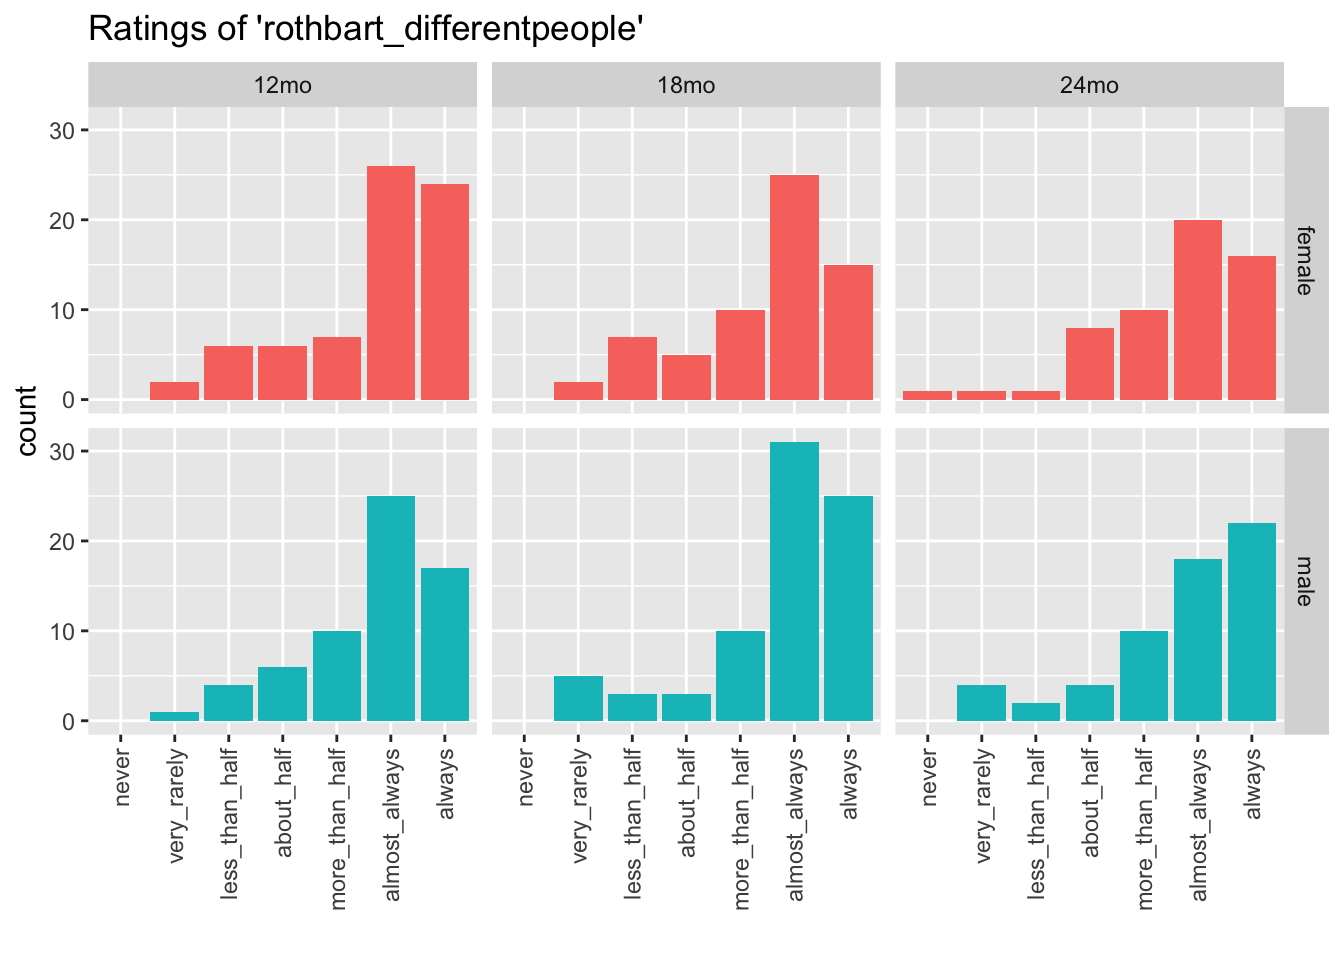 Ratings of 'rothbart_differentpeople'
12mo 18mo 24mo
30
20
10
0
female
count
30
20
10
0
male
never very_rarely less_than_half about_half more_than_half almost_always always never very_rarely less_than_half about_half more_than_half almost_always always never very_rarely less_than_half about_half more_than_half almost_always always